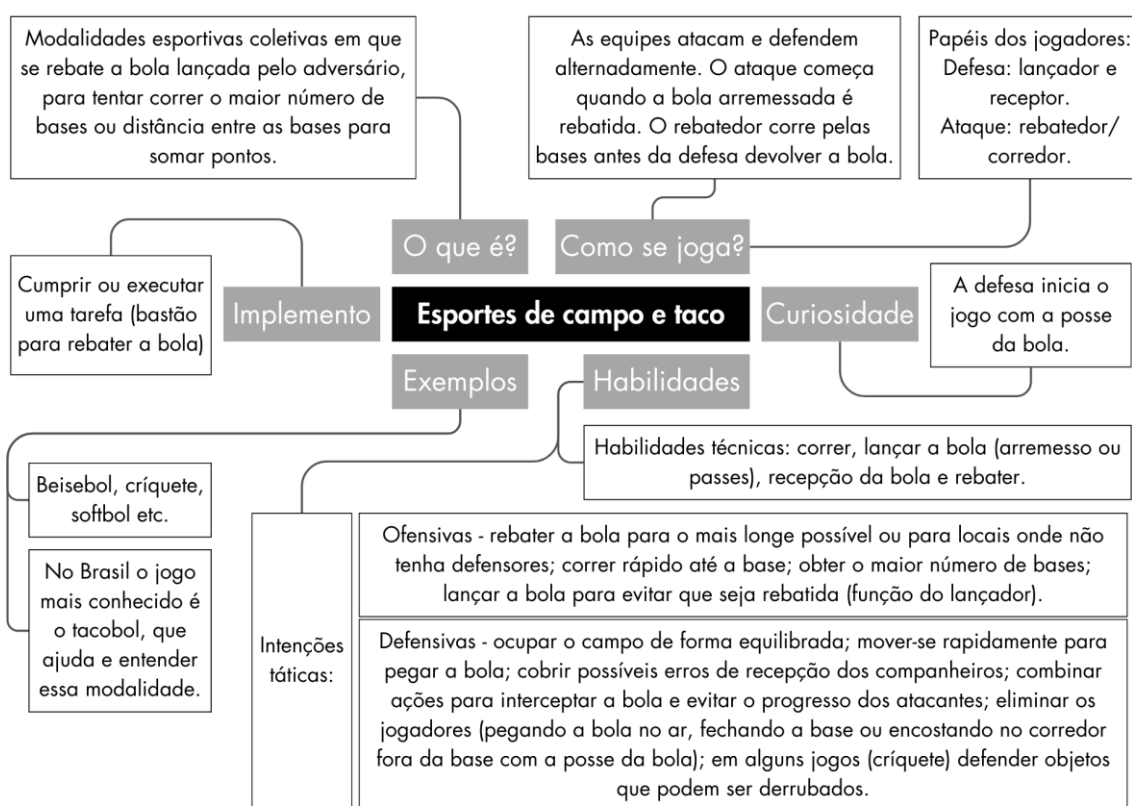 Modalidades esportivas coletivas em que
se rebate a bola lançada pelo adversário,
para tentar correr o maior número de
bases ou distância entre as bases para
somar pontos.
As equipes atacam e defendem
alternadamente. O ataque começa
quando a bola arremessada é
rebatida. O rebatedor corre pelas
bases antes da defesa devolver a bola.
Papéis dos jogadores:
Defesa: lançador e
receptor.
Ataque: rebatedor/
corredor.
O que é?
Como se joga?
Cumprir ou executar
uma tarefa (bastão
para rebater a bola)
Implemento
Esportes de campo e taco
Curiosidade
A defesa inicia o
jogo com a posse
da bola.
Exemplos
Habilidades
Habilidades técnicas: correr, lançar a bola (arremesso ou
passes), recepção da bola e rebater.
Beisebol, críquete,
softbol etc.
No Brasil o jogo
mais conhecido é
o tacobol, que
ajuda e entender
essa modalidade.
Intenções
táticas:
Ofensivas - rebater a bola para o mais longe possível ou para locais onde não
tenha defensores; correr rápido até a base; obter o maior número de bases;
lançar a bola para evitar que seja rebatida (função do lançador).
Defensivas - ocupar o campo de forma equilibrada; mover-se rapidamente para
pegar a bola; cobrir possíveis erros de recepção dos companheiros; combinar
ações para interceptar a bola e evitar o progresso dos atacantes; eliminar os
jogadores (pegando a bola no ar, fechando a base ou encostando no corredor
fora da base com a posse da bola); em alguns jogos (críquete) defender objetos
que podem ser derrubados.